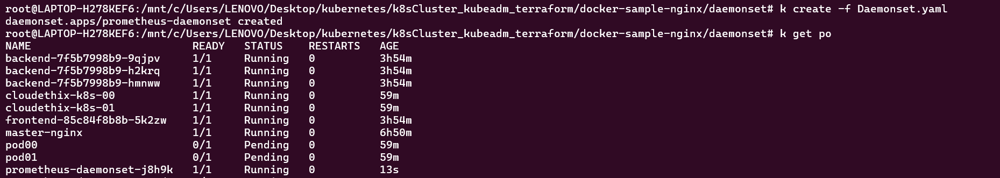 root@LAPTOP-H278KEF6:/mnt/c/Users/LENOVO/Desktop/kubernetes/k8sCluster_kubeadm_terraform/docker-sample-nginx/daemonset# k create -f Daemonset.yaml
daemonset.apps/prometheus-daemonset created
root@LAPTOP-H278KEF6:/mnt/c/Users/LENOVO/Desktop/kubernetes/k8sCluster_kubeadm_terraform/docker-sample-nginx/daemonset# k get po
NAME READY STATUS RESTARTS AGE
backend-7f5b7998b9-9qjpv 1/1 Running 0 3h54m
backend-7f5b7998b9-h2krq 1/1 Running 0 3h54m
backend-7f5b7998b9-hmnww 1/1 Running 0 3h54m
cloudethix-k8s-00 1/1 Running 0 59m
cloudethix-k8s-01 1/1 Running 0 59m
frontend-85c84f8b8b-5k2zw 1/1 Running 0 3h54m
master-nginx 1/1 Running 0 6h50m
pod00 0/1 Pending 0 59m
pod01 0/1 Pending 0 59m
prometheus-daemonset-j8h9k 1/1 Running 0 13s